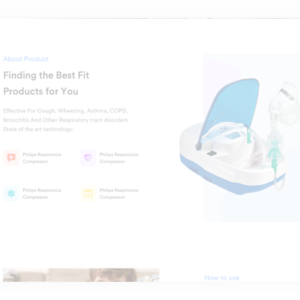 About Product
Finding the Best Fit
Products for You
Effective For Cough, Wheezing, Asthma, COPD,
Bronchitis And Other Respiratory tract disorders
State of the art technology.
Philips Respironics
Compressor
Philips Respironics
Compressor
Philips Respironics
Compressor
Philips Respironics
Compressor
How to use